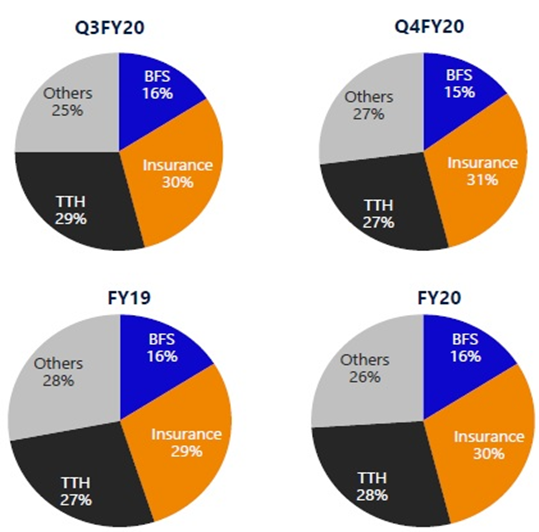 Q3FY20
BFS
16%
Insurance
30%
TTH
29%
Others
25%
Q4FY20
BFS
15%
Insurance
31%
TTH
27%
Others
27%
FY19
BFS
16%
Insurance
29%
TTH
27%
Others
28%
FY20
BFS
16%
Insurance
30%
TTH
28%
Others
26%